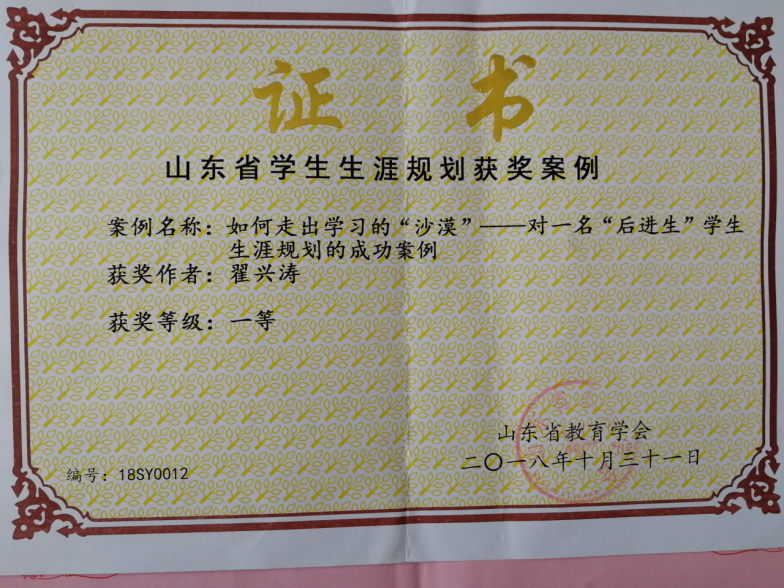 证书
山东省学生生涯规划获奖案例
案例名称：如何走出学习的“沙漠”——对一名“后进生”学生
生涯规划的成功案例
获奖作者：翟兴涛
获奖等级：一等
山东省教育学会
二〇一八年十月三十一日
编号：18SY0012